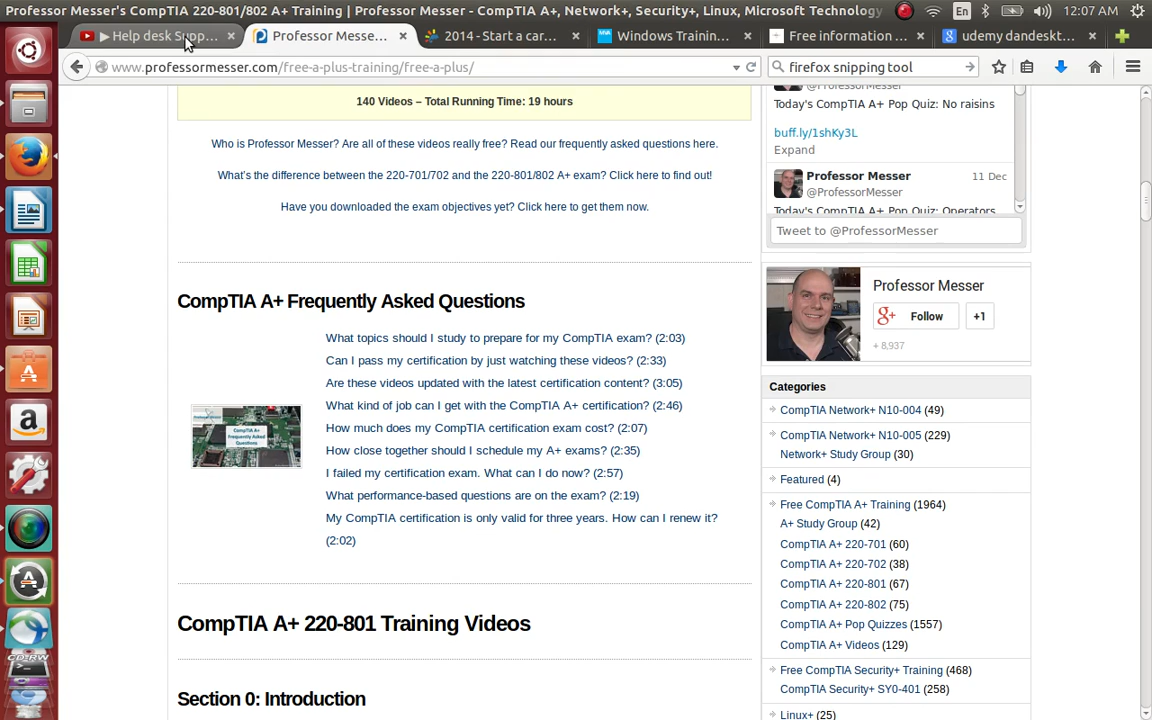 Professor Messer's CompTIA 220-801/802 A+ Training | Professor Messer - CompTIA A+, Network+, Security+, Linux, Microsoft Technology
En
12:07 AM
▶ Help desk Supp...
Professor Messe...
2014 - Start a car...
Windows Trainin...
Free information ...
udemy dandeskt...
www.professormesser.com/free-a-plus-training/free-a-plus/
firefox snipping tool
140 Videos – Total Running Time: 19 hours
Who is Professor Messer? Are all of these videos really free? Read our frequently asked questions here.
What's the difference between the 220-701/702 and the 220-801/802 A+ exam? Click here to find out!
Have you downloaded the exam objectives yet? Click here to get them now.
CompTIA A+ Frequently Asked Questions
What topics should I study to prepare for my CompTIA exam? (2:03)
Can I pass my certification by just watching these videos? (2:33)
Are these videos updated with the latest certification content? (3:05)
What kind of job can I get with the CompTIA A+ certification? (2:46)
How much does my CompTIA certification exam cost? (2:07)
How close together should I schedule my A+ exams? (2:35)
I failed my certification exam. What can I do now? (2:57)
What performance-based questions are on the exam? (2:19)
My CompTIA certification is only valid for three years. How can I renew it?
(2:02)
CompTIA A+
Frequently Asked
Questions
CompTIA A+ 220-801 Training Videos
Section 0: Introduction
@ProfessorMesser
Today's CompTIA A+ Pop Quiz: No raisins
buff.ly/1shKy3L
Expand
Professor Messer
11 Dec
@ProfessorMesser
Today's CompTIA A+ Pop Quiz: Operators
Tweet to @ProfessorMesser
Professor Messer
g+ Follow
+1
+ 8,937
Categories
CompTIA Network+ N10-004 (49)
CompTIA Network+ N10-005 (229)
Network+ Study Group (30)
Featured (4)
Free CompTIA A+ Training (1964)
A+ Study Group (42)
CompTIA A+ 220-701 (60)
CompTIA A+ 220-702 (38)
CompTIA A+ 220-801 (67)
CompTIA A+ 220-802 (75)
CompTIA A+ Pop Quizzes (1557)
CompTIA A+ Videos (129)
Free CompTIA Security+ Training (468)
CompTIA Security+ SY0-401 (258)
Linux+ (25)
CD-RW